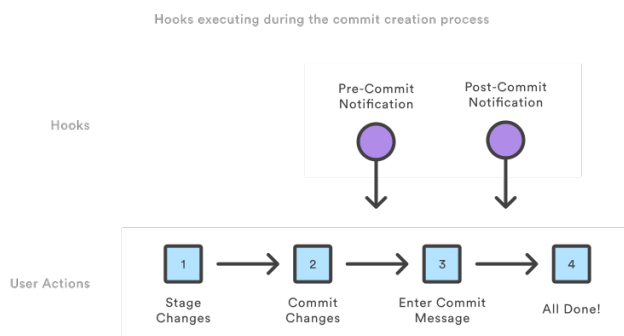 Hooks executing during the commit creation process
Pre-Commit
Notification
Post-Commit
Notification
Hooks
1
2
3
4
User Actions
Stage
Changes
Commit
Changes
Enter Commit
Message
All Done!